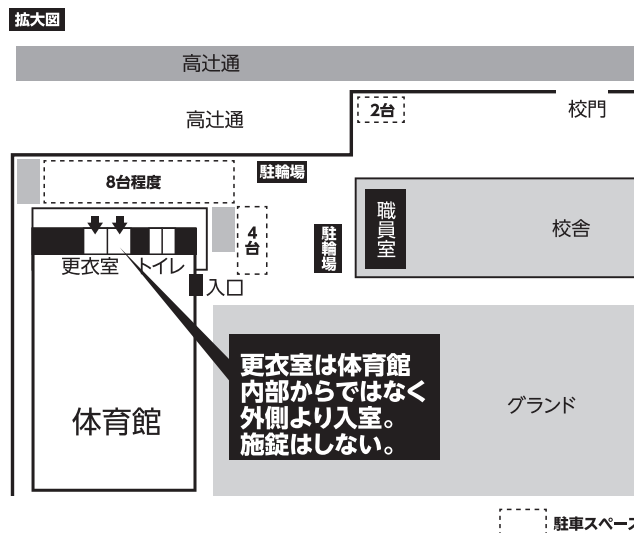 拡大図
高辻通
高辻通
2台
校門
8台程度
駐輪場
4台
駐輪場
職員室
校舎
更衣室
トイレ
入口
更衣室は体育館
内部からではなく
外側より入室。
施錠はしない。
体育館
グランド
駐車スペース